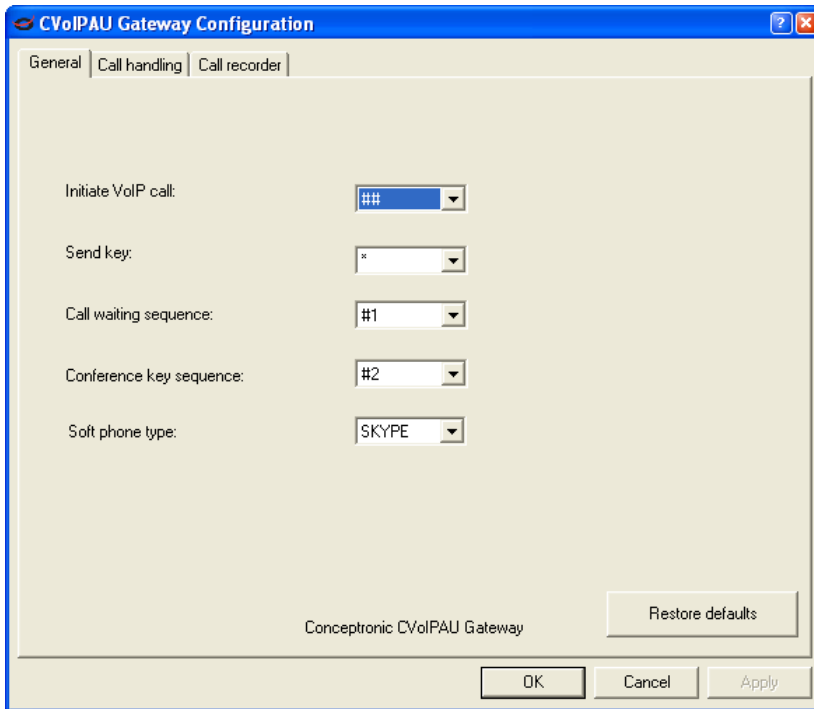 CVoIPAU Gateway Configuration
General Call handling Call recorder
Initiate VoIP call: ##
Send key: *
Call waiting sequence: #1
Conference key sequence: #2
Soft phone type: SKYPE
Restore defaults
Conceptronic CVoIPAU Gateway
OK Cancel Apply